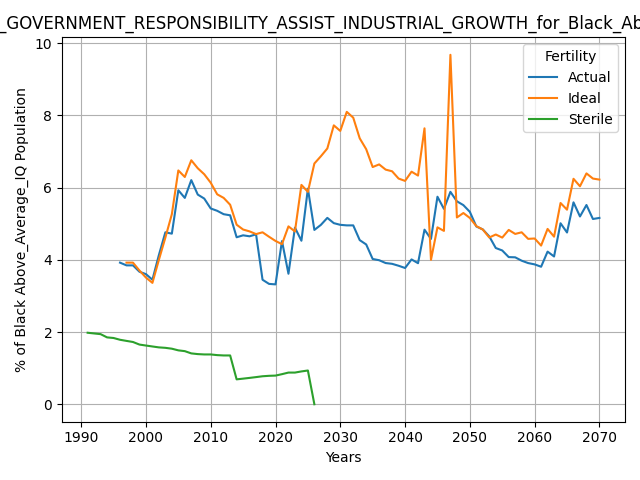 _GOVERNMENT_RESPONSIBILITY_ASSIST_INDUSTRIAL_GROWTH_for_Black_Ab
% of Black Above_Average_IQ Population
10
8
6
4
2
0
Fertility
Actual
Ideal
Sterile
1990 2000 2010 2020 2030 2040 2050 2060 2070
Years